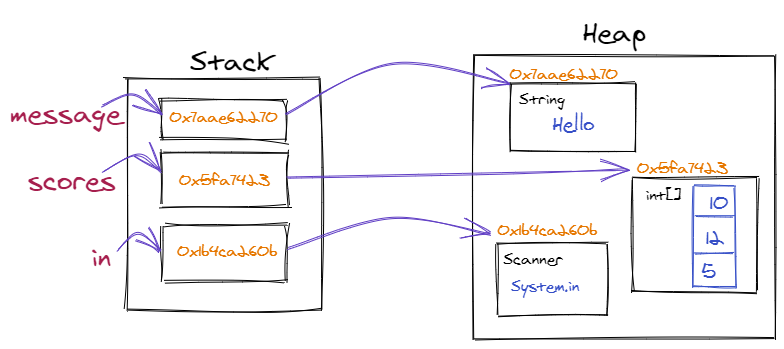 Stack
message
0x7aae62270
scores
0x5fa7423
in
0x1b4ca260b
Heap
0x7aae62270
String
Hello
0x5fa7423
int[]
10
12
5
0x1b4ca260b
Scanner
System.in